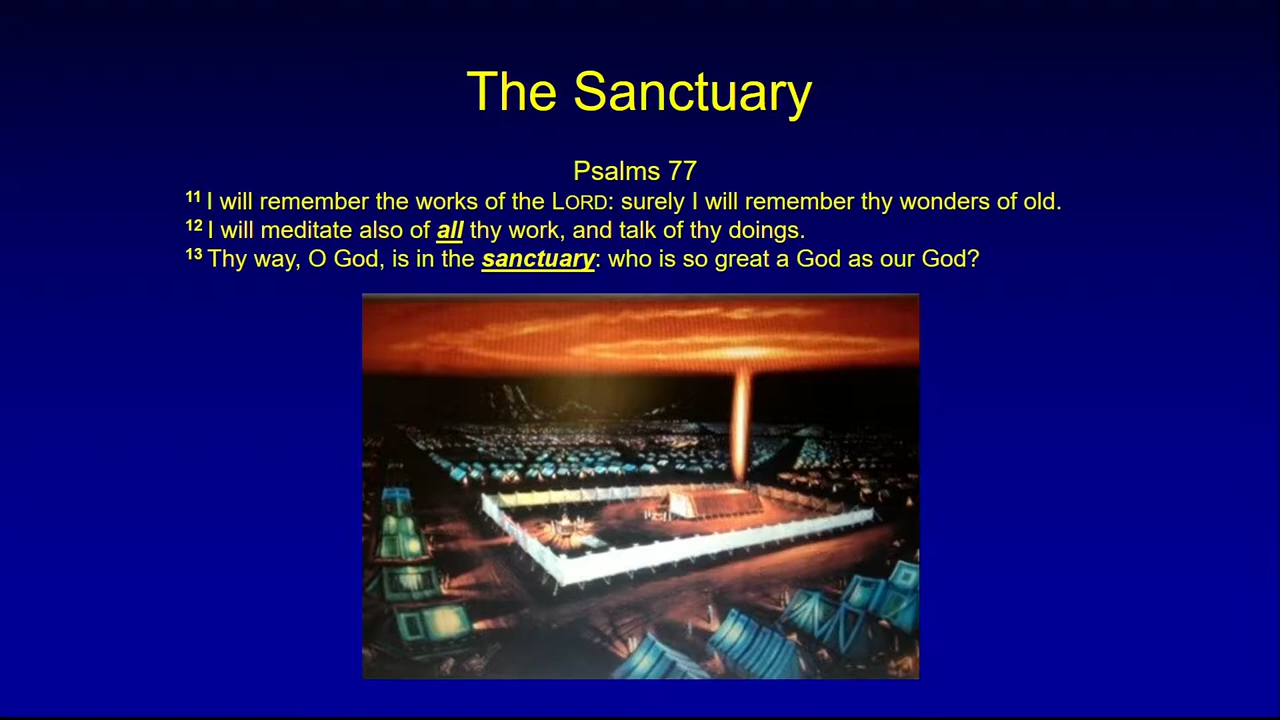 The Sanctuary
Psalms 77
11 I will remember the works of the LORD: surely I will remember thy wonders of old.
12 I will meditate also of all thy work, and talk of thy doings.
13 Thy way, O God, is in the sanctuary: who is so great a God as our God?